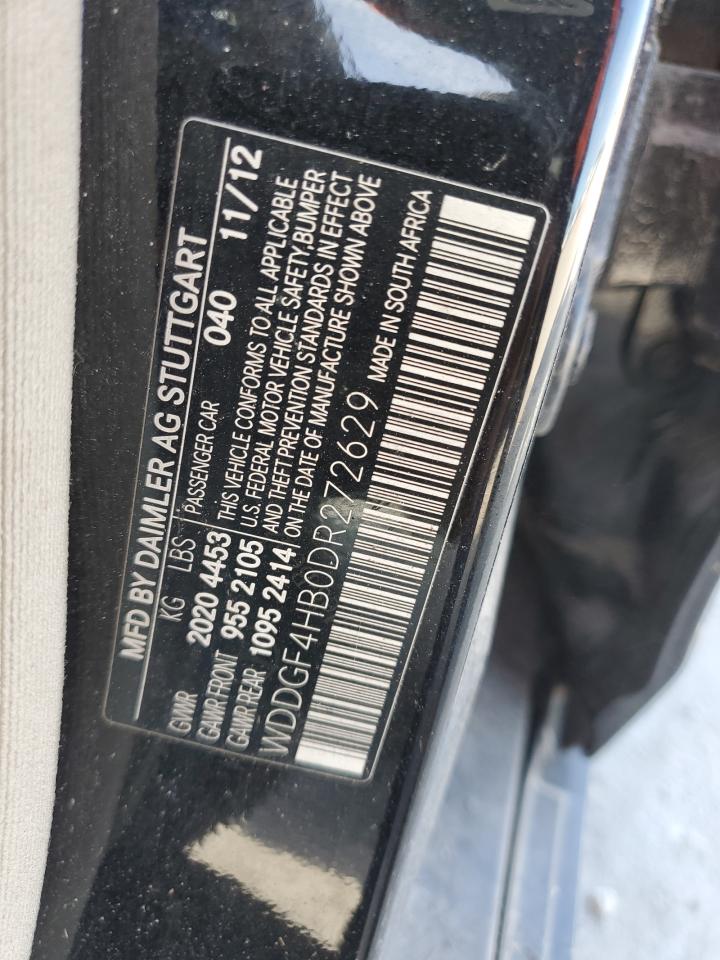 MFD BY DAIMLER AG STUTTGART
040 11/12
KG LBS PASSENGER CAR
GWR 2020 4453
GAWR FRONT 955 2105
GAWR REAR 1095 2414
THIS VEHICLE CONFORMS TO ALL APPLICABLE
U.S. FEDERAL MOTOR VEHICLE SAFETY,BUMPER
AND THEFT PREVENTION STANDARDS IN EFFECT
ON THE DATE OF MANUFACTURE SHOWN ABOVE
WDDGF4HB0DR272629 MADE IN SOUTH AFRICA